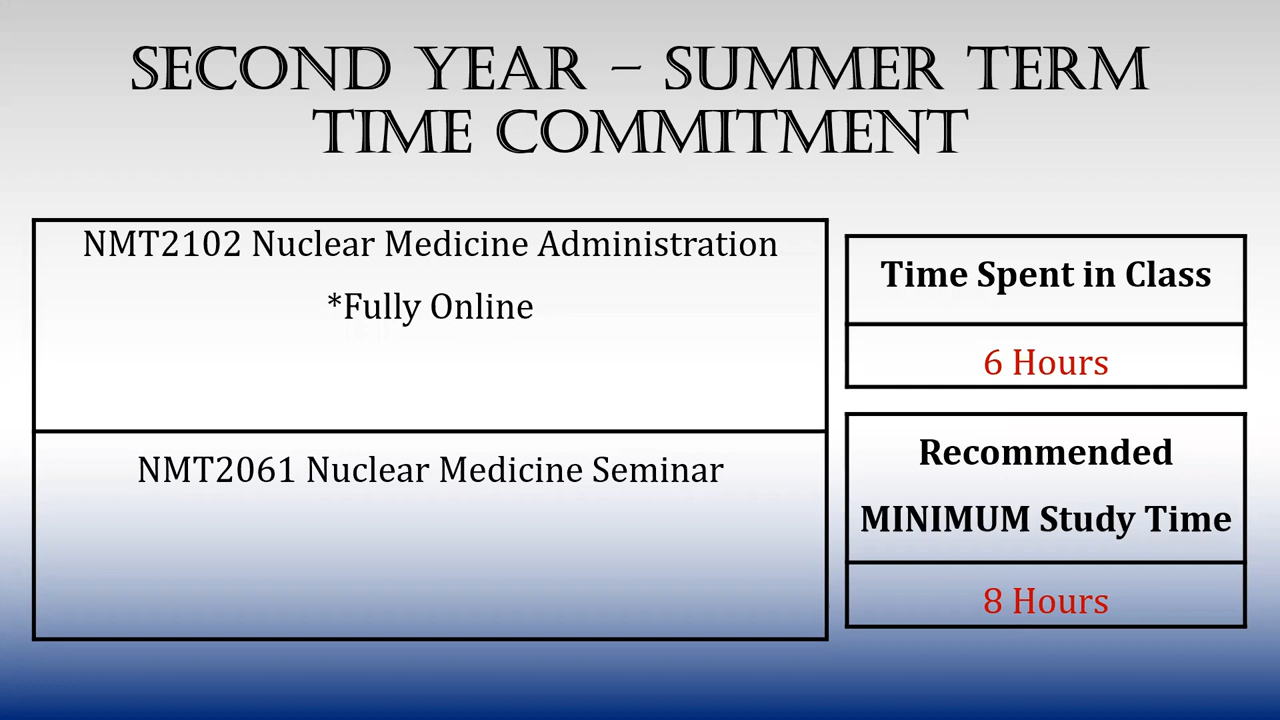 SECOND YEAR – SUMMER TERM
TIME COMMITMENT
NMT2102 Nuclear Medicine Administration
*Fully Online
NMT2061 Nuclear Medicine Seminar
Time Spent in Class
6 Hours
Recommended
MINIMUM Study Time
8 Hours